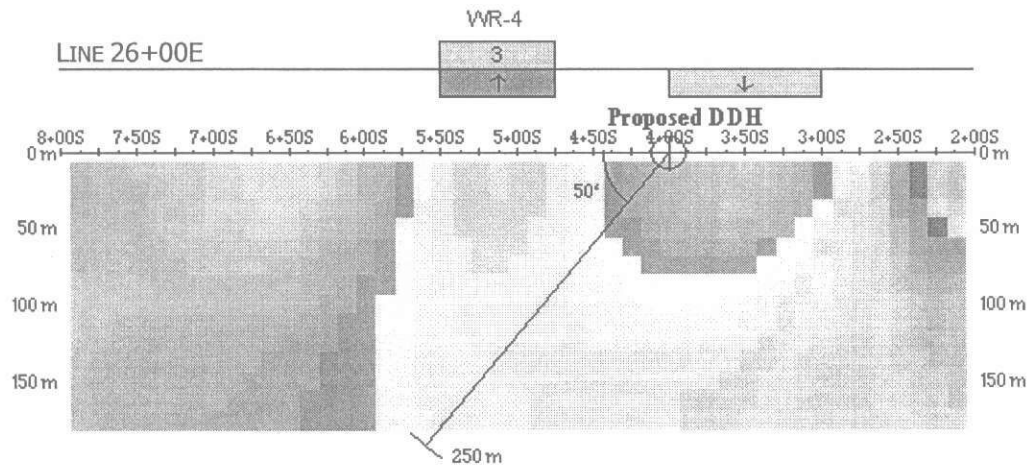 WR-4
LINE 26+00E
3
↑ ↓
Proposed DDH
8+00S 7+50S 7+00S 6+50S 6+00S 5+50S 5+00S 4+50S 4+00S 3+50S 3+00S 2+50S 2+00S
0 m 0 m
50°
50 m 50 m
100 m 100 m
150 m 150 m
250 m